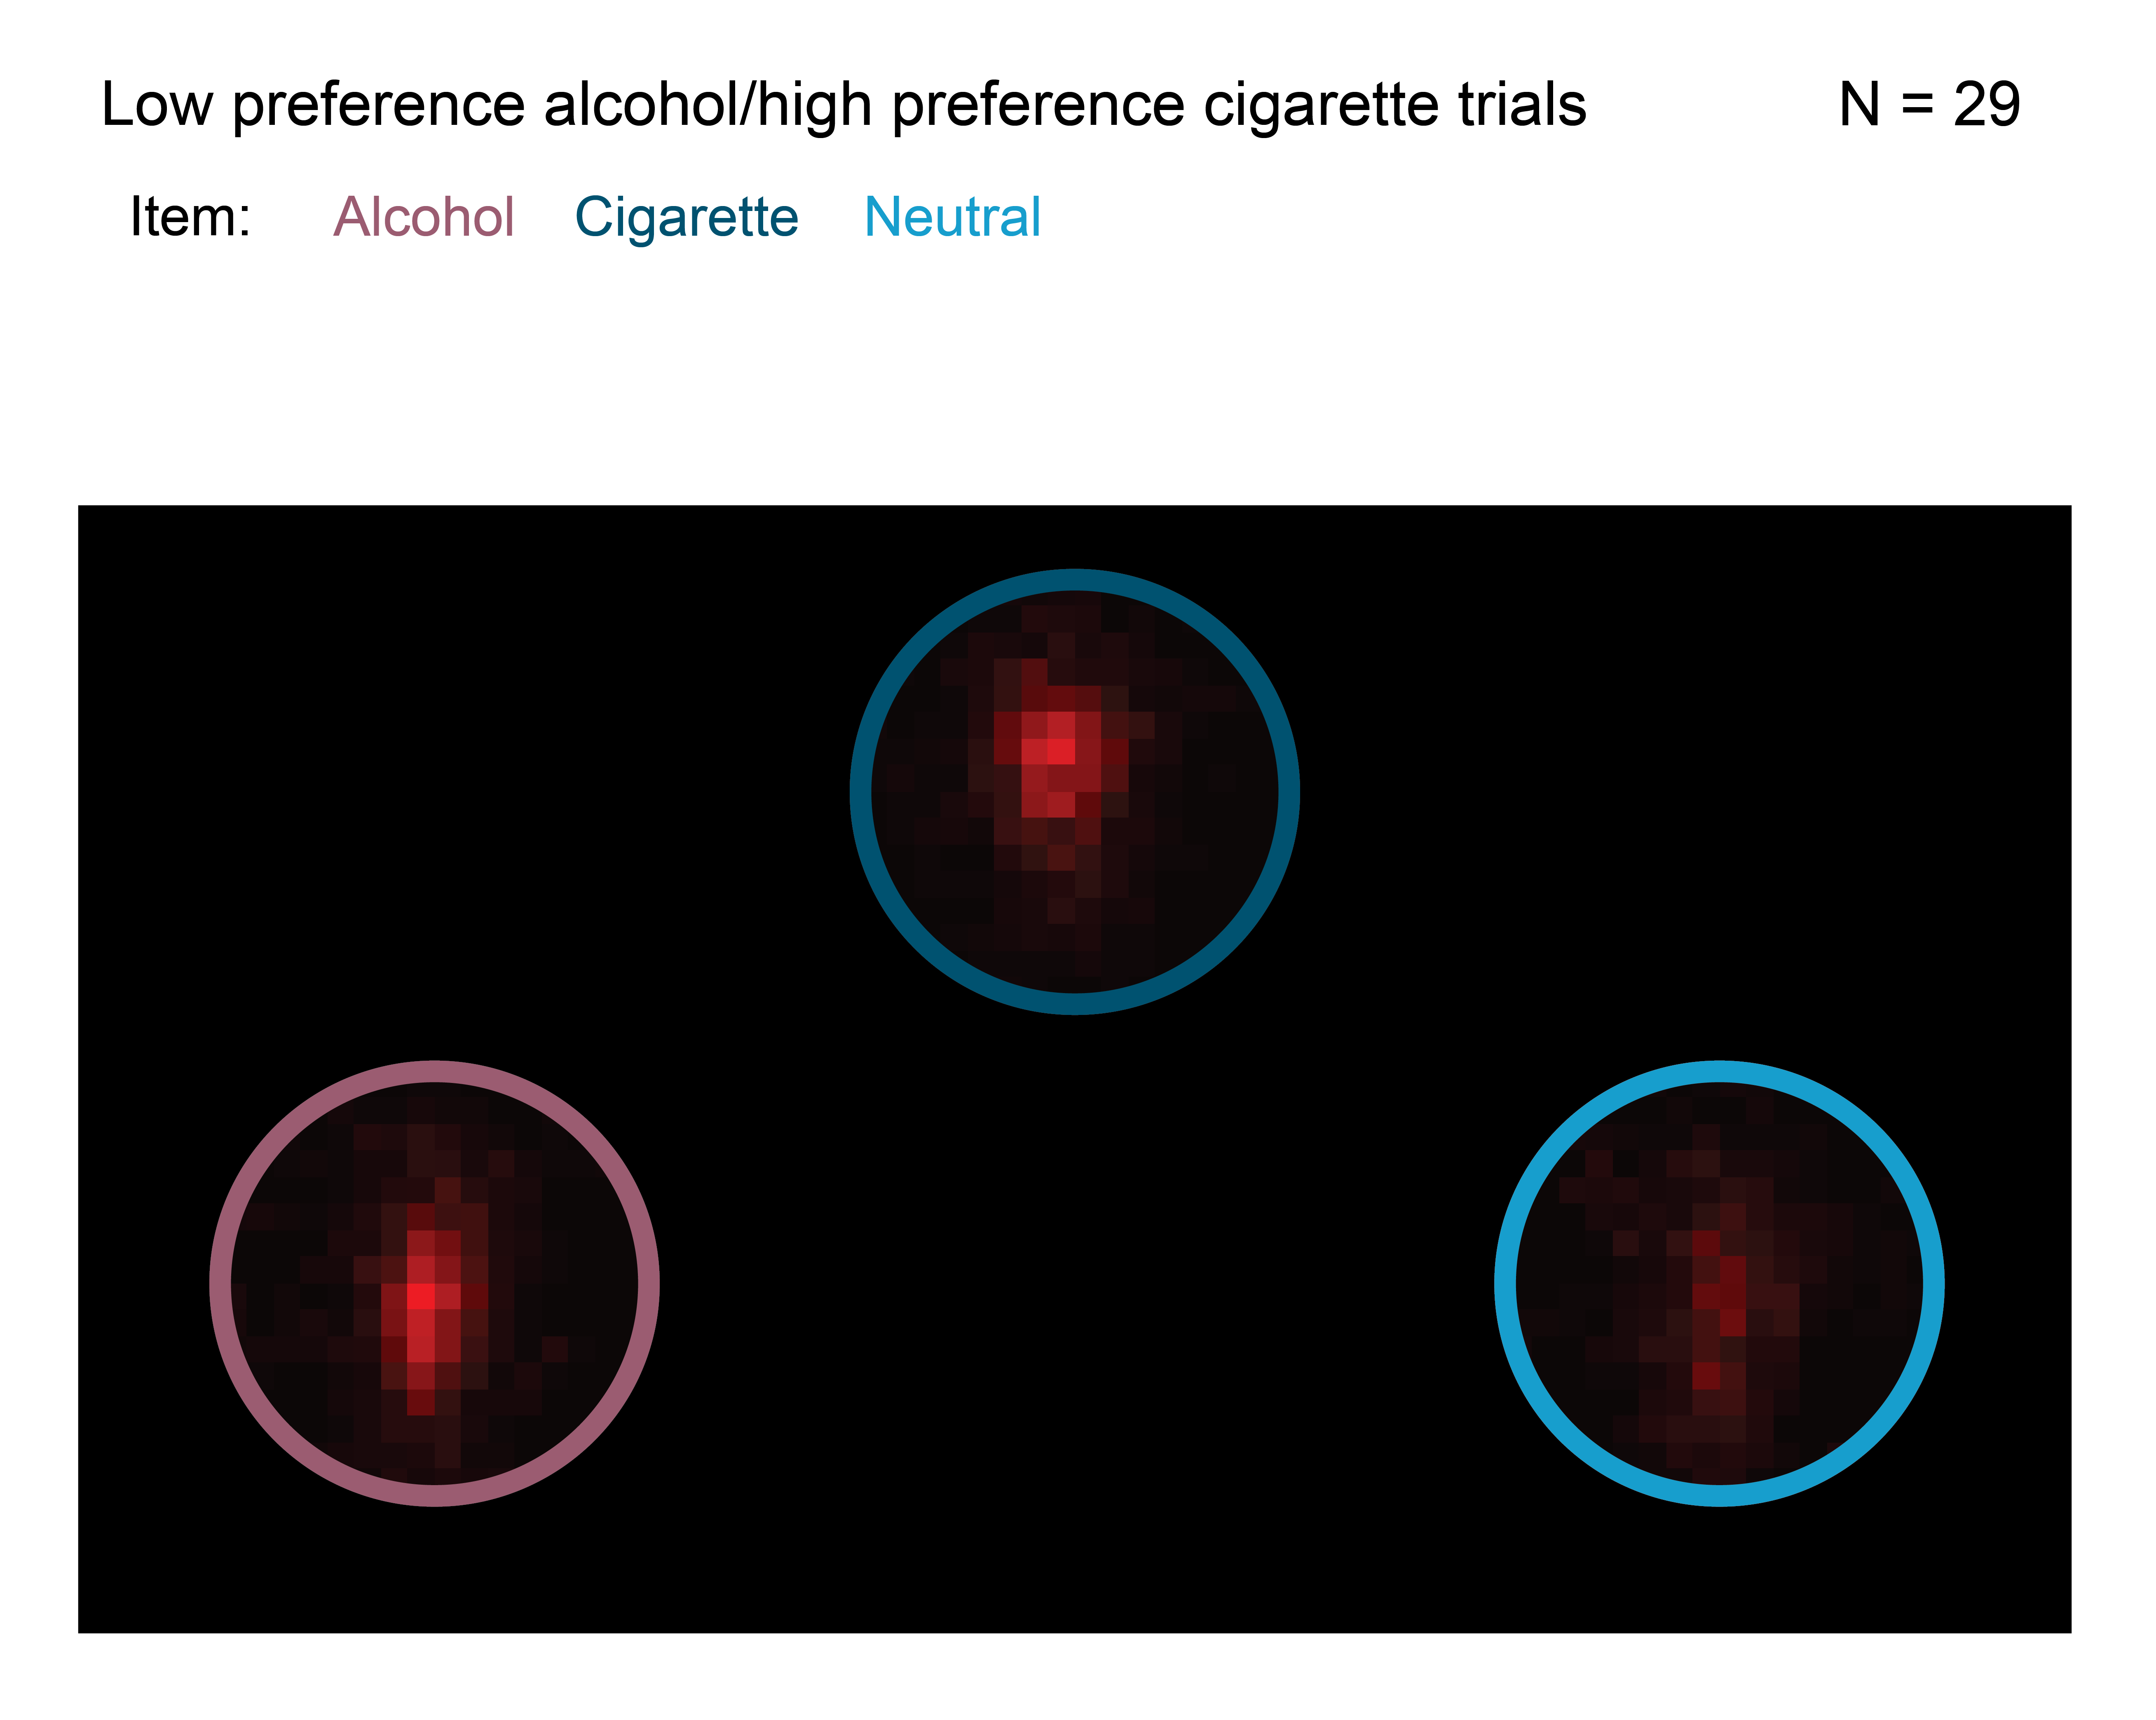 Low preference alcohol/high preference cigarette trials N = 29
Item: Alcohol Cigarette Neutral